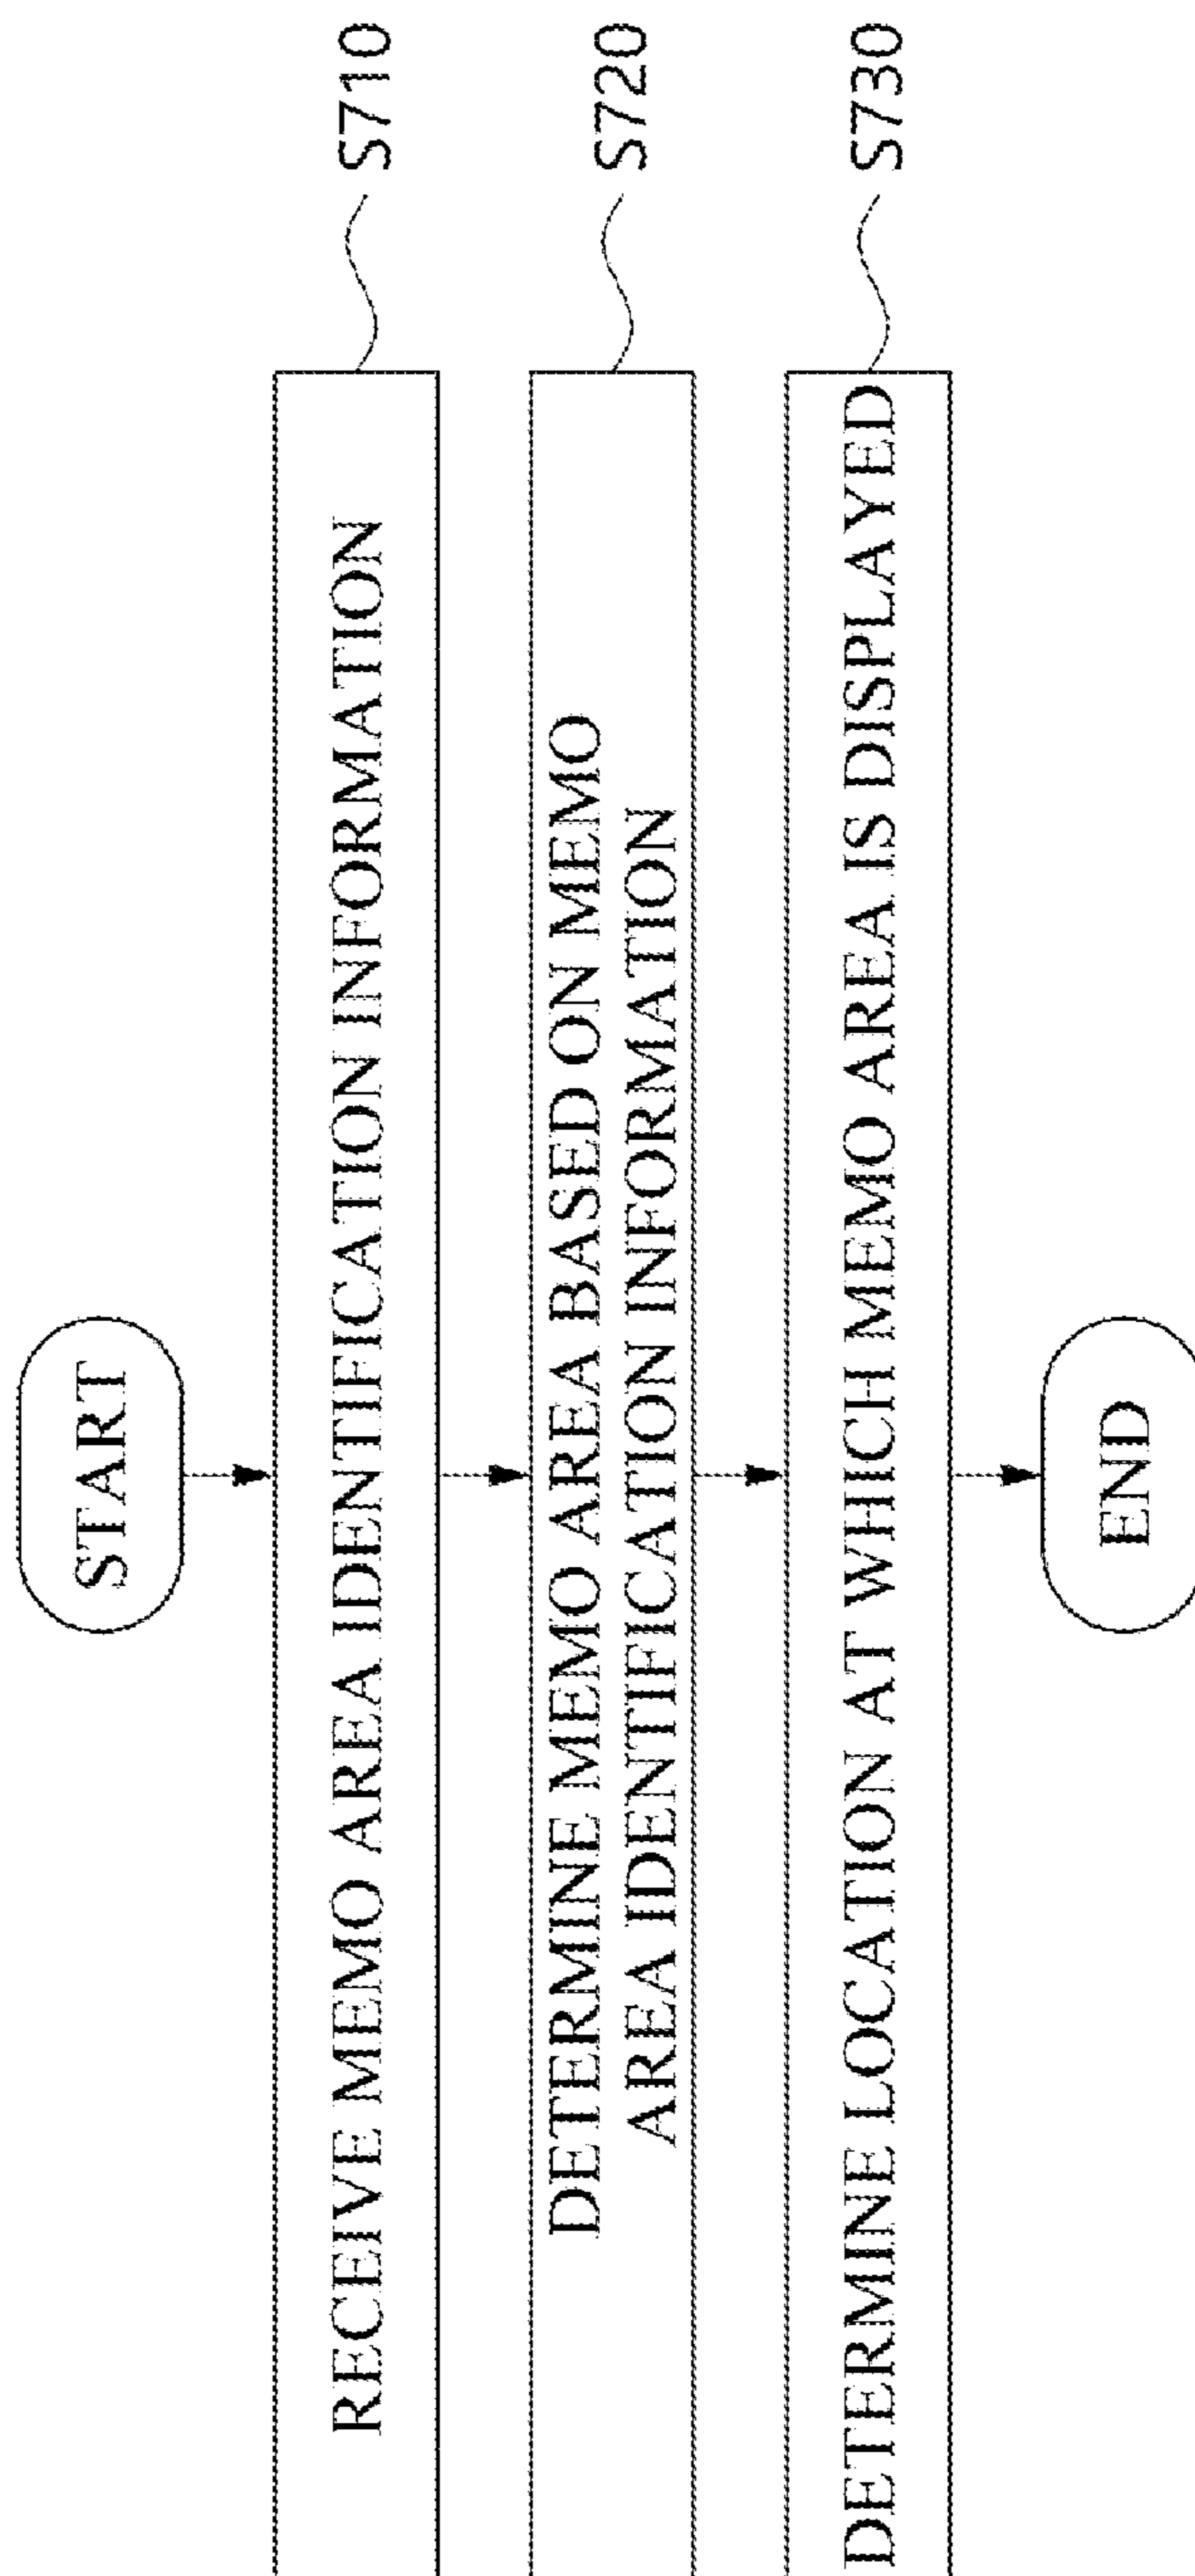 START
RECEIVE MEMO AREA IDENTIFICATION INFORMATION
S710
DETERMINE MEMO AREA BASED ON MEMO
AREA IDENTIFICATION INFORMATION
S720
DETERMINE LOCATION AT WHICH MEMO AREA IS DISPLAYED
S730
END